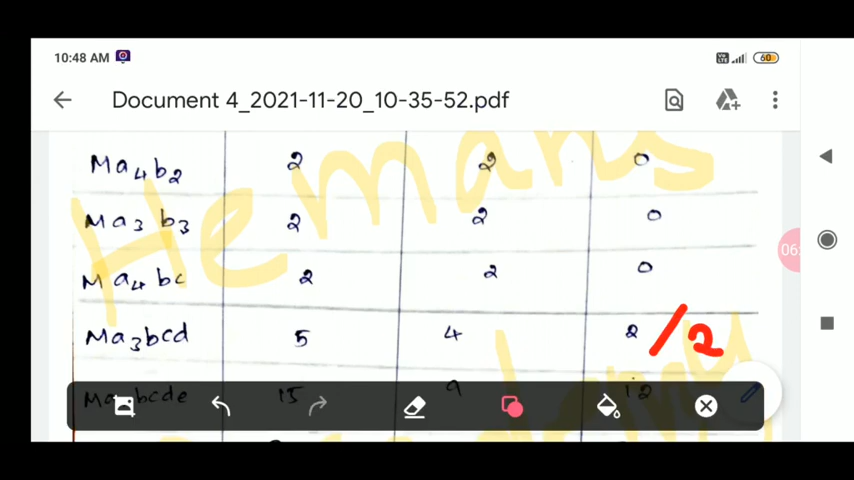 10:48 AM 60
Document 4_2021-11-20_10-35-52.pdf
Hemans
Ma4b2 2 2 0
Ma3b3 2 2 0
Ma4bc 2 2 0
Ma3bcd 5 4 2 /2
15 9 12
06: